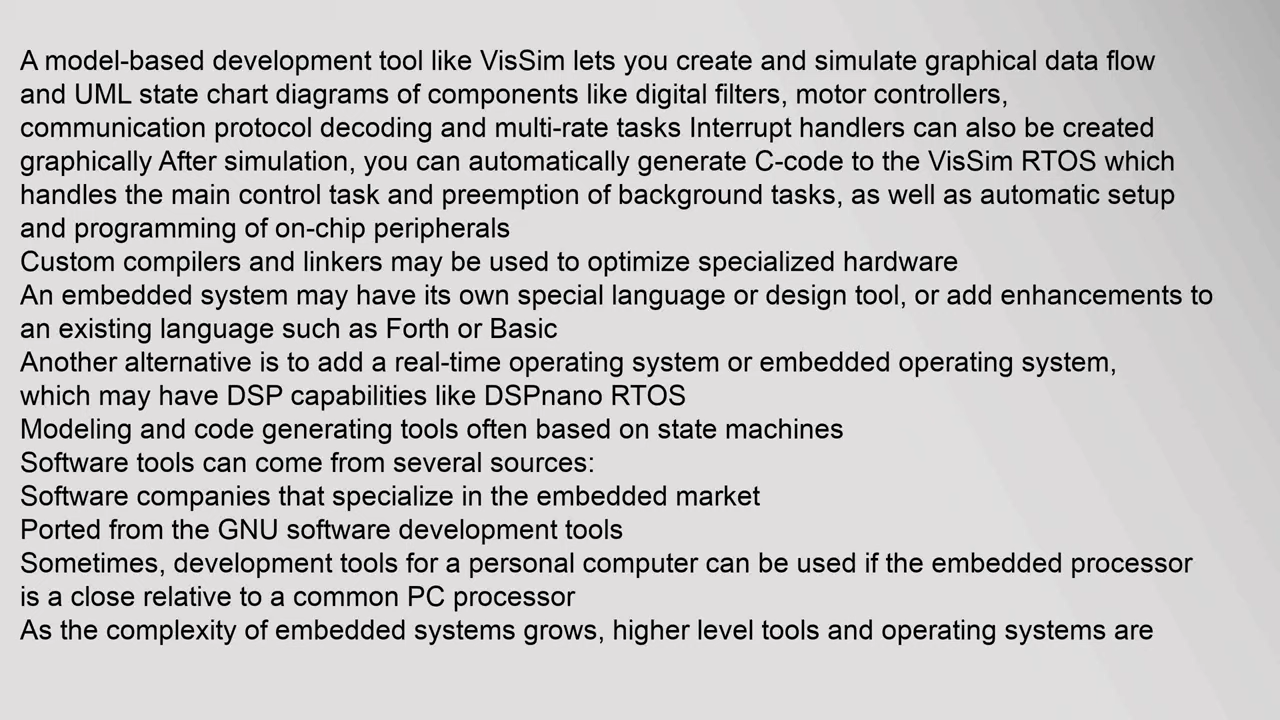 A model-based development tool like VisSim lets you create and simulate graphical data flow
and UML state chart diagrams of components like digital filters, motor controllers,
communication protocol decoding and multi-rate tasks Interrupt handlers can also be created
graphically After simulation, you can automatically generate C-code to the VisSim RTOS which
handles the main control task and preemption of background tasks, as well as automatic setup
and programming of on-chip peripherals
Custom compilers and linkers may be used to optimize specialized hardware
An embedded system may have its own special language or design tool, or add enhancements to
an existing language such as Forth or Basic
Another alternative is to add a real-time operating system or embedded operating system,
which may have DSP capabilities like DSPnano RTOS
Modeling and code generating tools often based on state machines
Software tools can come from several sources:
Software companies that specialize in the embedded market
Ported from the GNU software development tools
Sometimes, development tools for a personal computer can be used if the embedded processor
is a close relative to a common PC processor
As the complexity of embedded systems grows, higher level tools and operating systems are